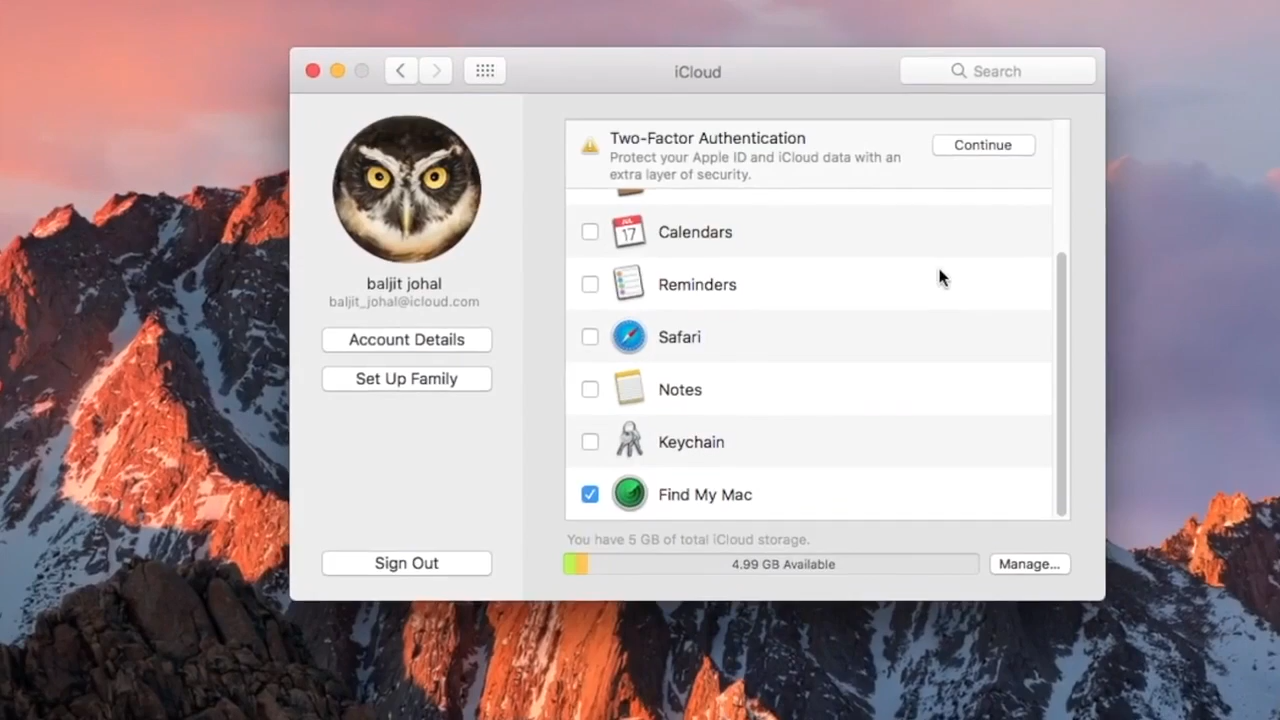 iCloud
Search
Two-Factor Authentication
Continue
Protect your Apple ID and iCloud data with an
extra layer of security.
JUL
17
Calendars
Reminders
Safari
Notes
Keychain
Find My Mac
baljit johal
baljit_johal@icloud.com
Account Details
Set Up Family
Sign Out
You have 5 GB of total iCloud storage.
4.99 GB Available
Manage...